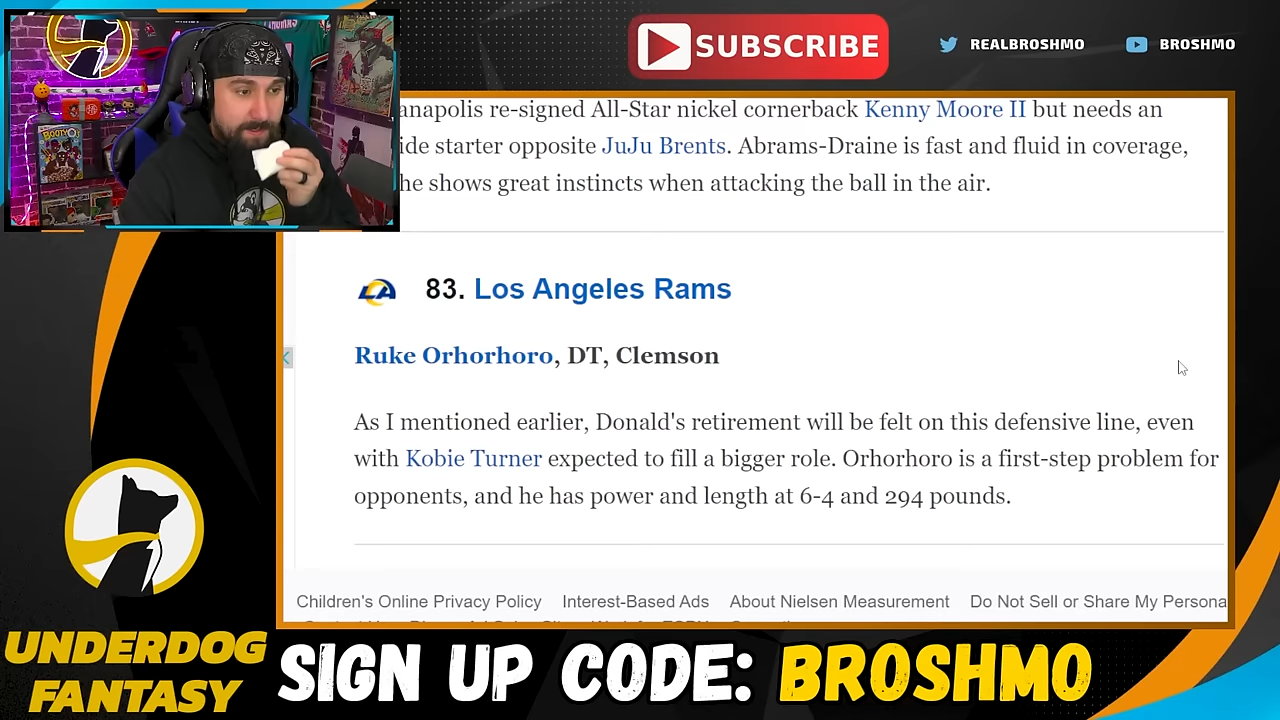 SUBSCRIBE
REALBROSHMO
BROSHMO
anapolis re-signed All-Star nickel cornerback Kenny Moore II but needs an
ide starter opposite JuJu Brents. Abrams-Draine is fast and fluid in coverage,
he shows great instincts when attacking the ball in the air.
LA 83. Los Angeles Rams
Ruke Orhorhoro, DT, Clemson
As I mentioned earlier, Donald's retirement will be felt on this defensive line, even
with Kobie Turner expected to fill a bigger role. Orhorhoro is a first-step problem for
opponents, and he has power and length at 6-4 and 294 pounds.
Children's Online Privacy Policy Interest-Based Ads About Nielsen Measurement Do Not Sell or Share My Persona
UNDERDOG
FANTASY
SIGN UP CODE: BROSHMO